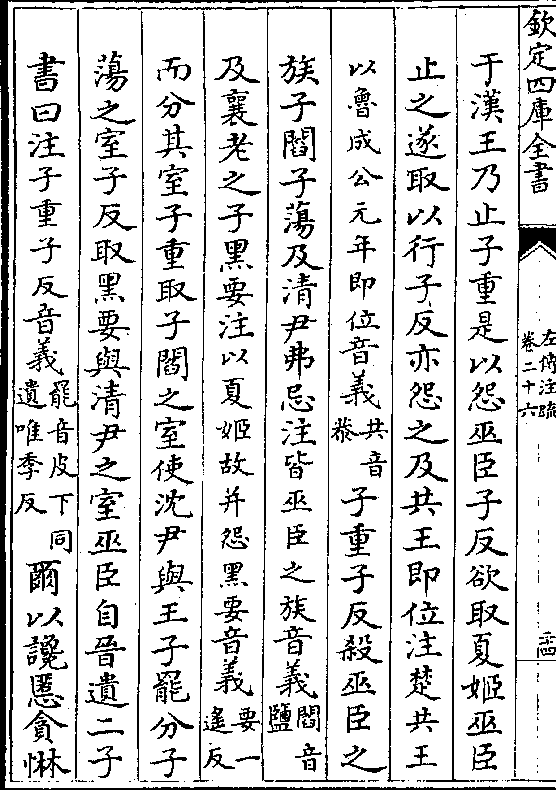 欽定四庫全書
左傳注疏
卷二十六
于漢王乃止子重是以怨巫臣子反欲取夏姬巫臣
止之遂取以行子反亦怨之及共王即位注楚共王
以魯成公元年即位音義共音恭子重子反殺巫臣之
族子閻子蕩及清尹弗忌注皆巫臣之族音義閻音鹽
及襄老之子黑要注以夏姬故并怨黑要音義要一遙反
而分其室子重取子閻之室使沈尹與王子罷分子
蕩之室子反取黑要與清尹之室巫臣自晉遺二子
書曰注子重子反音義罷音皮下同遺唯季反爾以讒慝貪惏